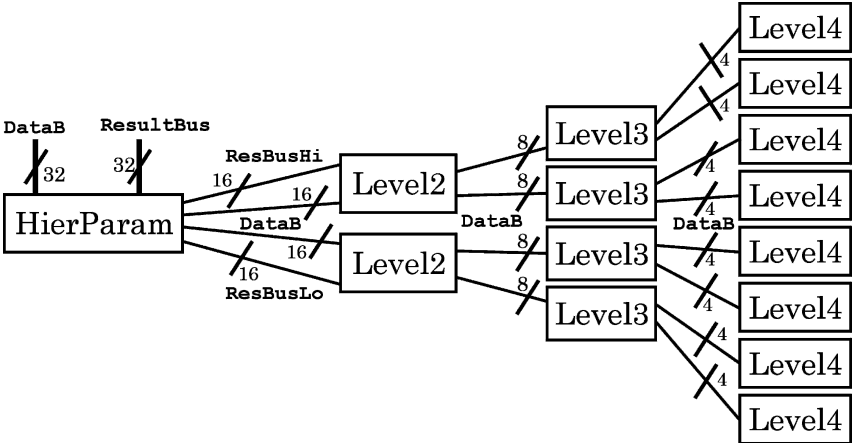 DataB
ResultBus
32
32
HierParam
ResBusHi
16
16
DataB
16
16
ResBusLo
Level2
Level2
8
8
DataB
8
8
Level3
Level3
Level3
Level3
4
4
4
4
DataB
4
4
4
4
Level4
Level4
Level4
Level4
Level4
Level4
Level4
Level4